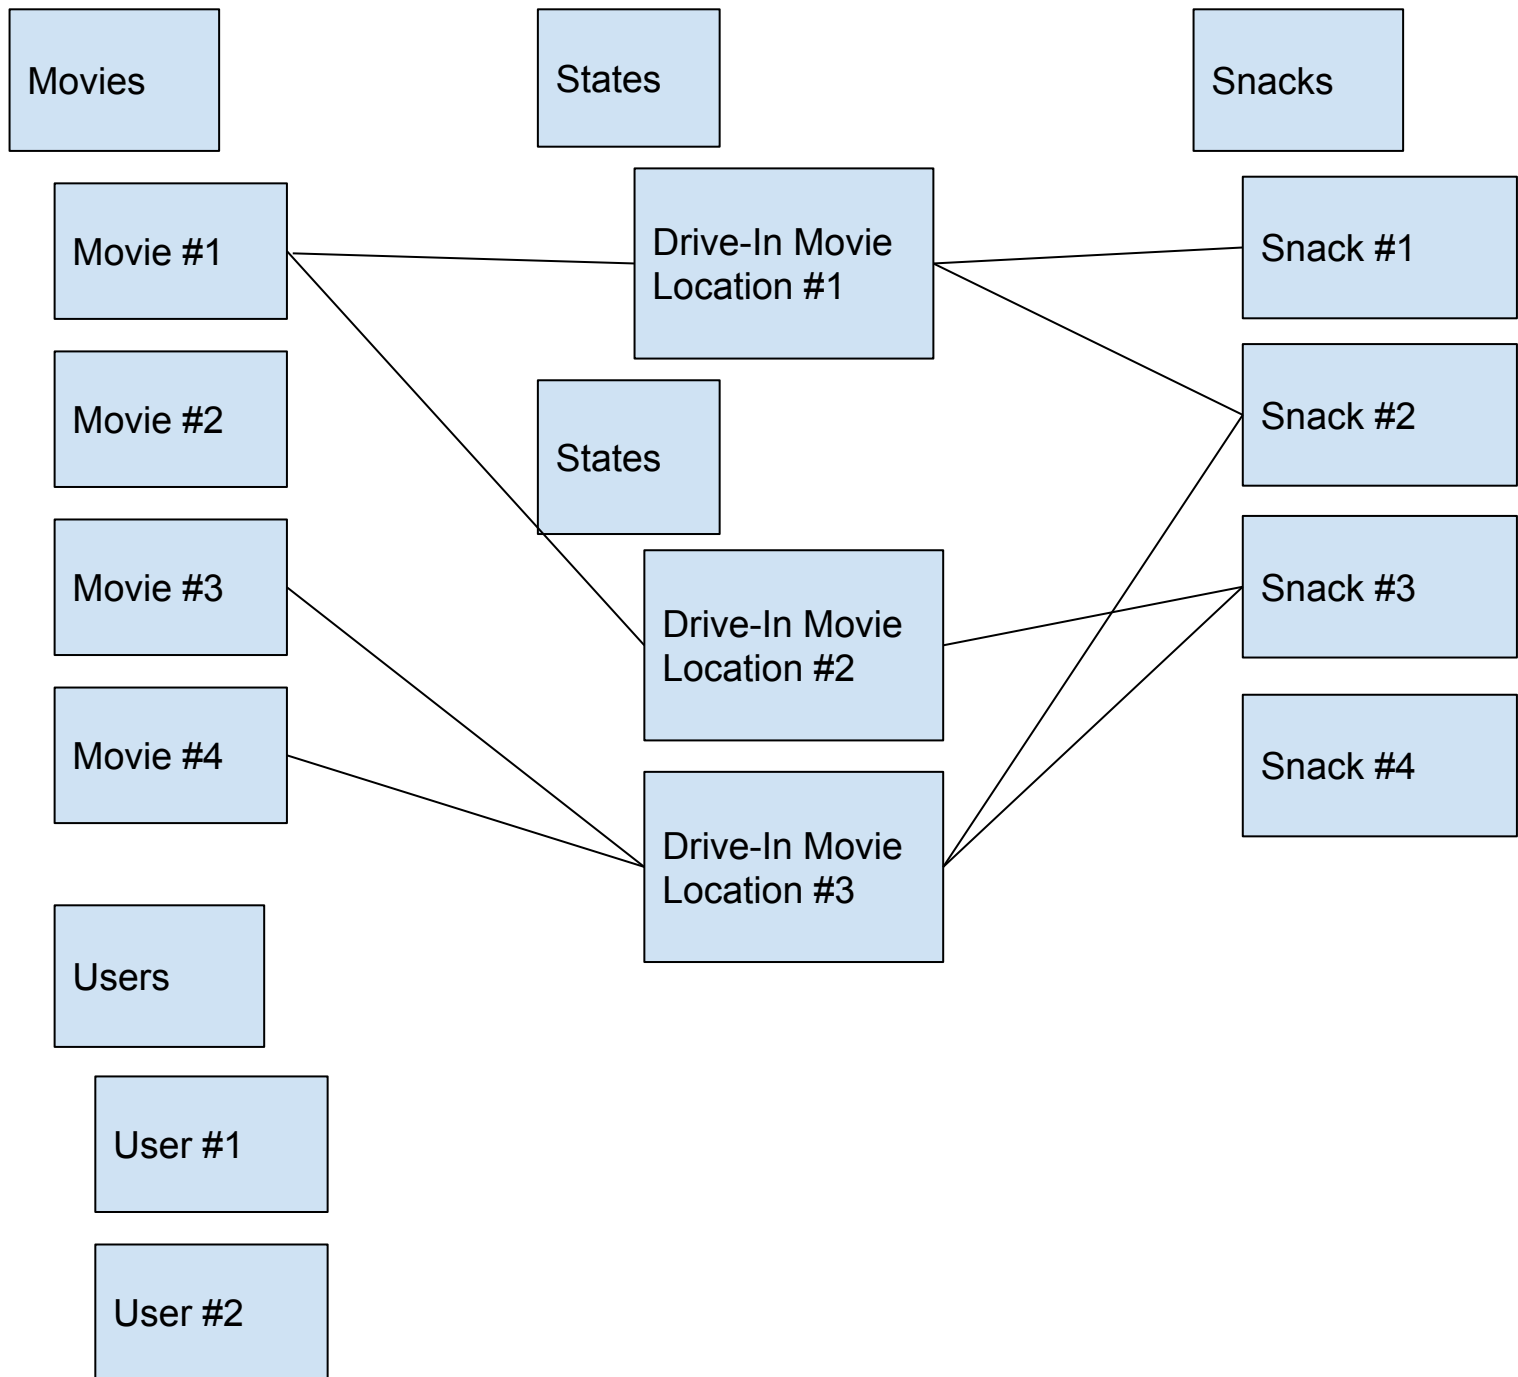 Movies
States
Snacks
Movie #1
Drive-In Movie
Location #1
Snack #1
Movie #2
States
Snack #2
Movie #3
Drive-In Movie
Location #2
Snack #3
Movie #4
Drive-In Movie
Location #3
Snack #4
Users
User #1
User #2